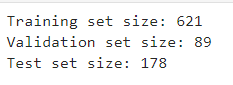 Training set size: 621
Validation set size: 89
Test set size: 178